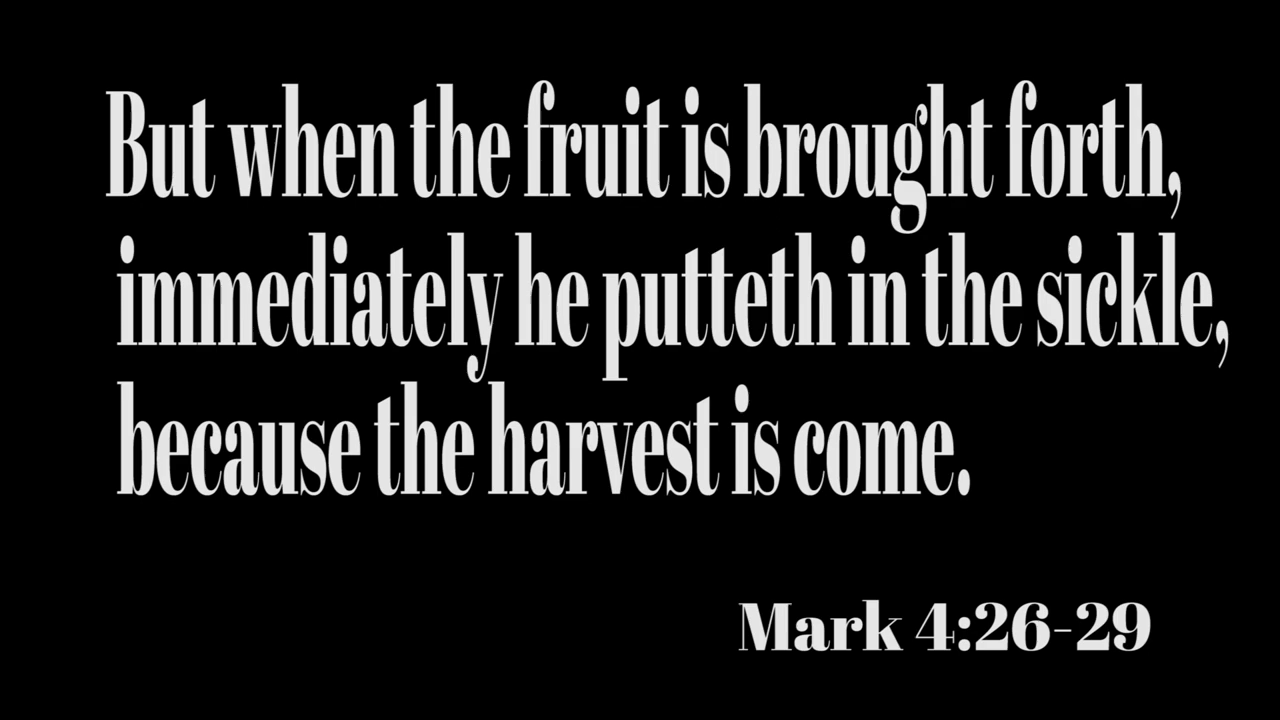 But when the fruit is brought forth,
immediately he putteth in the sickle,
because the harvest is come.
Mark 4:26-29